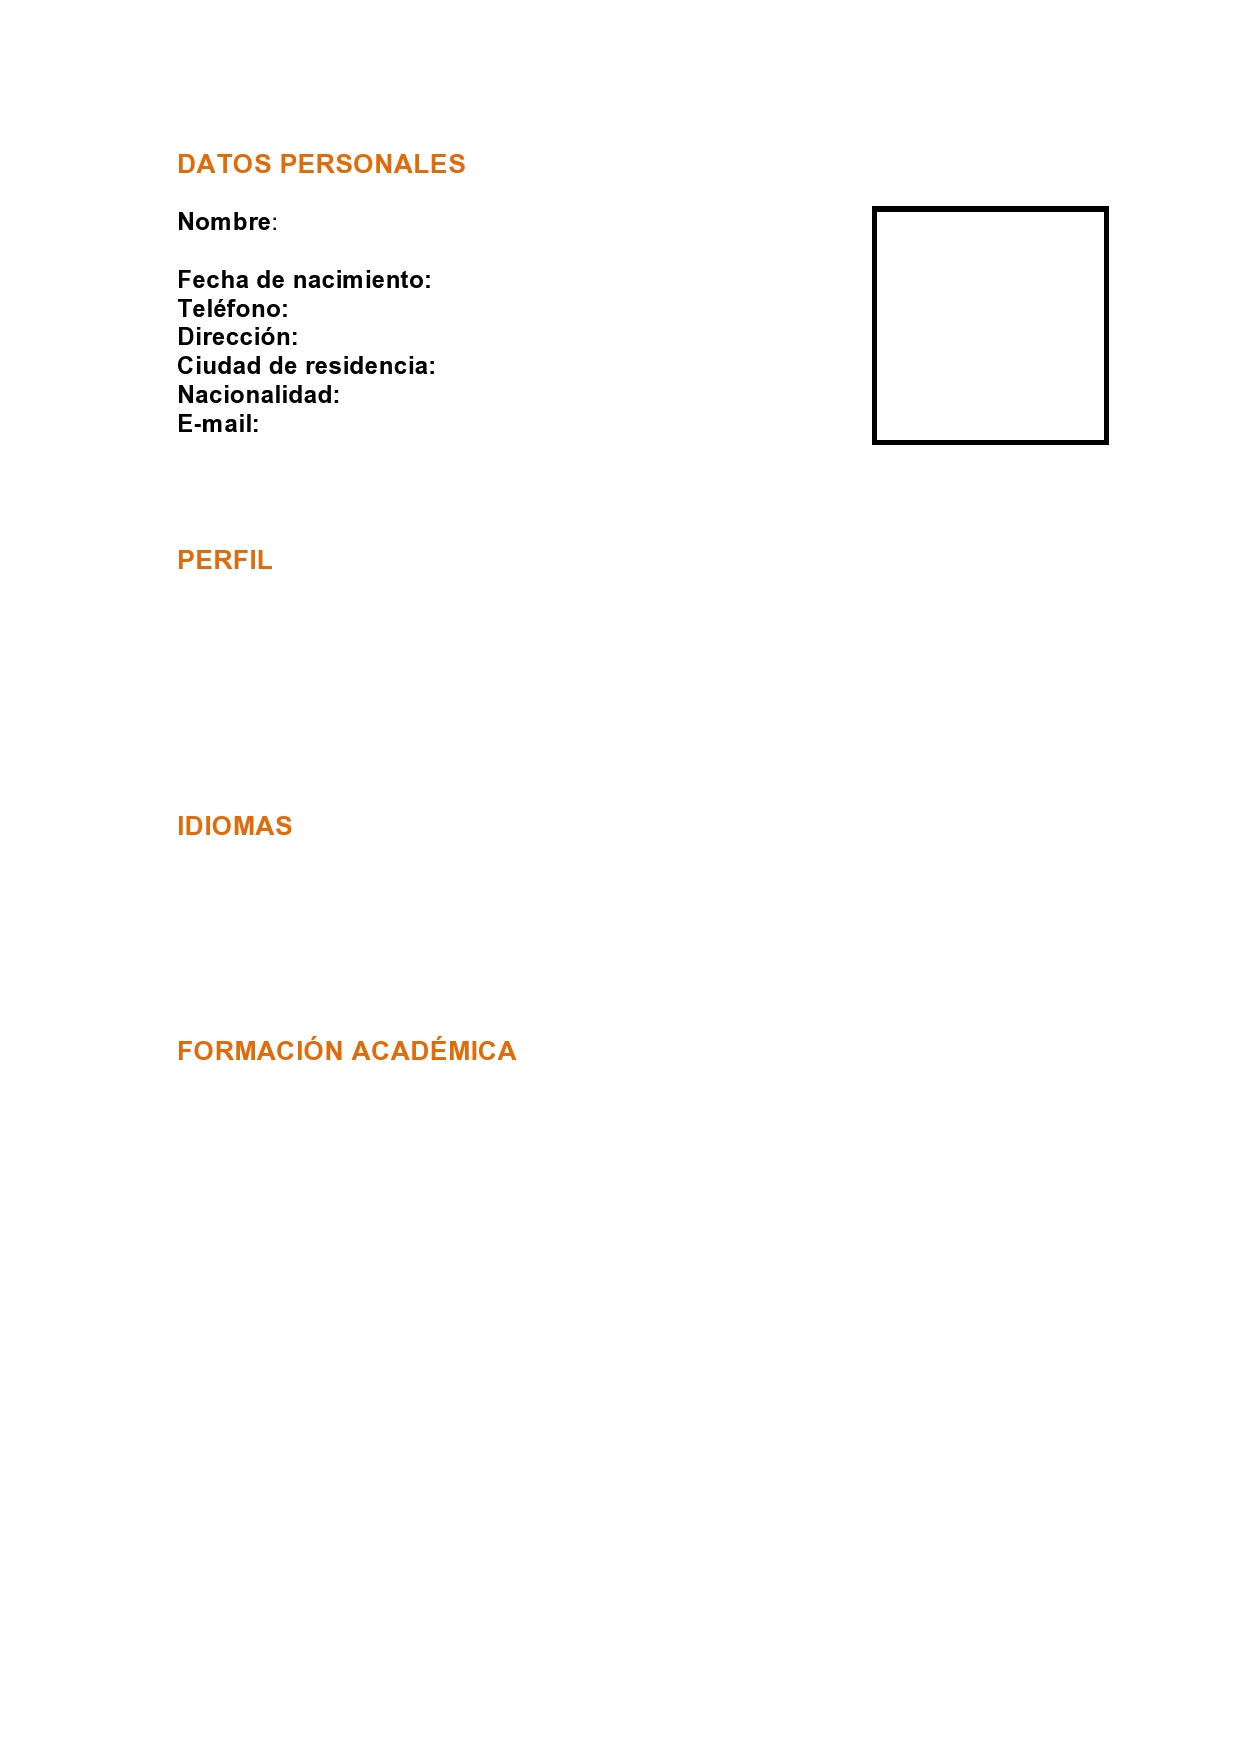 DATOS PERSONALES
Nombre:
Fecha de nacimiento:
Teléfono:
Dirección:
Ciudad de residencia:
Nacionalidad:
E-mail:
PERFIL
IDIOMAS
FORMACIÓN ACADÉMICA